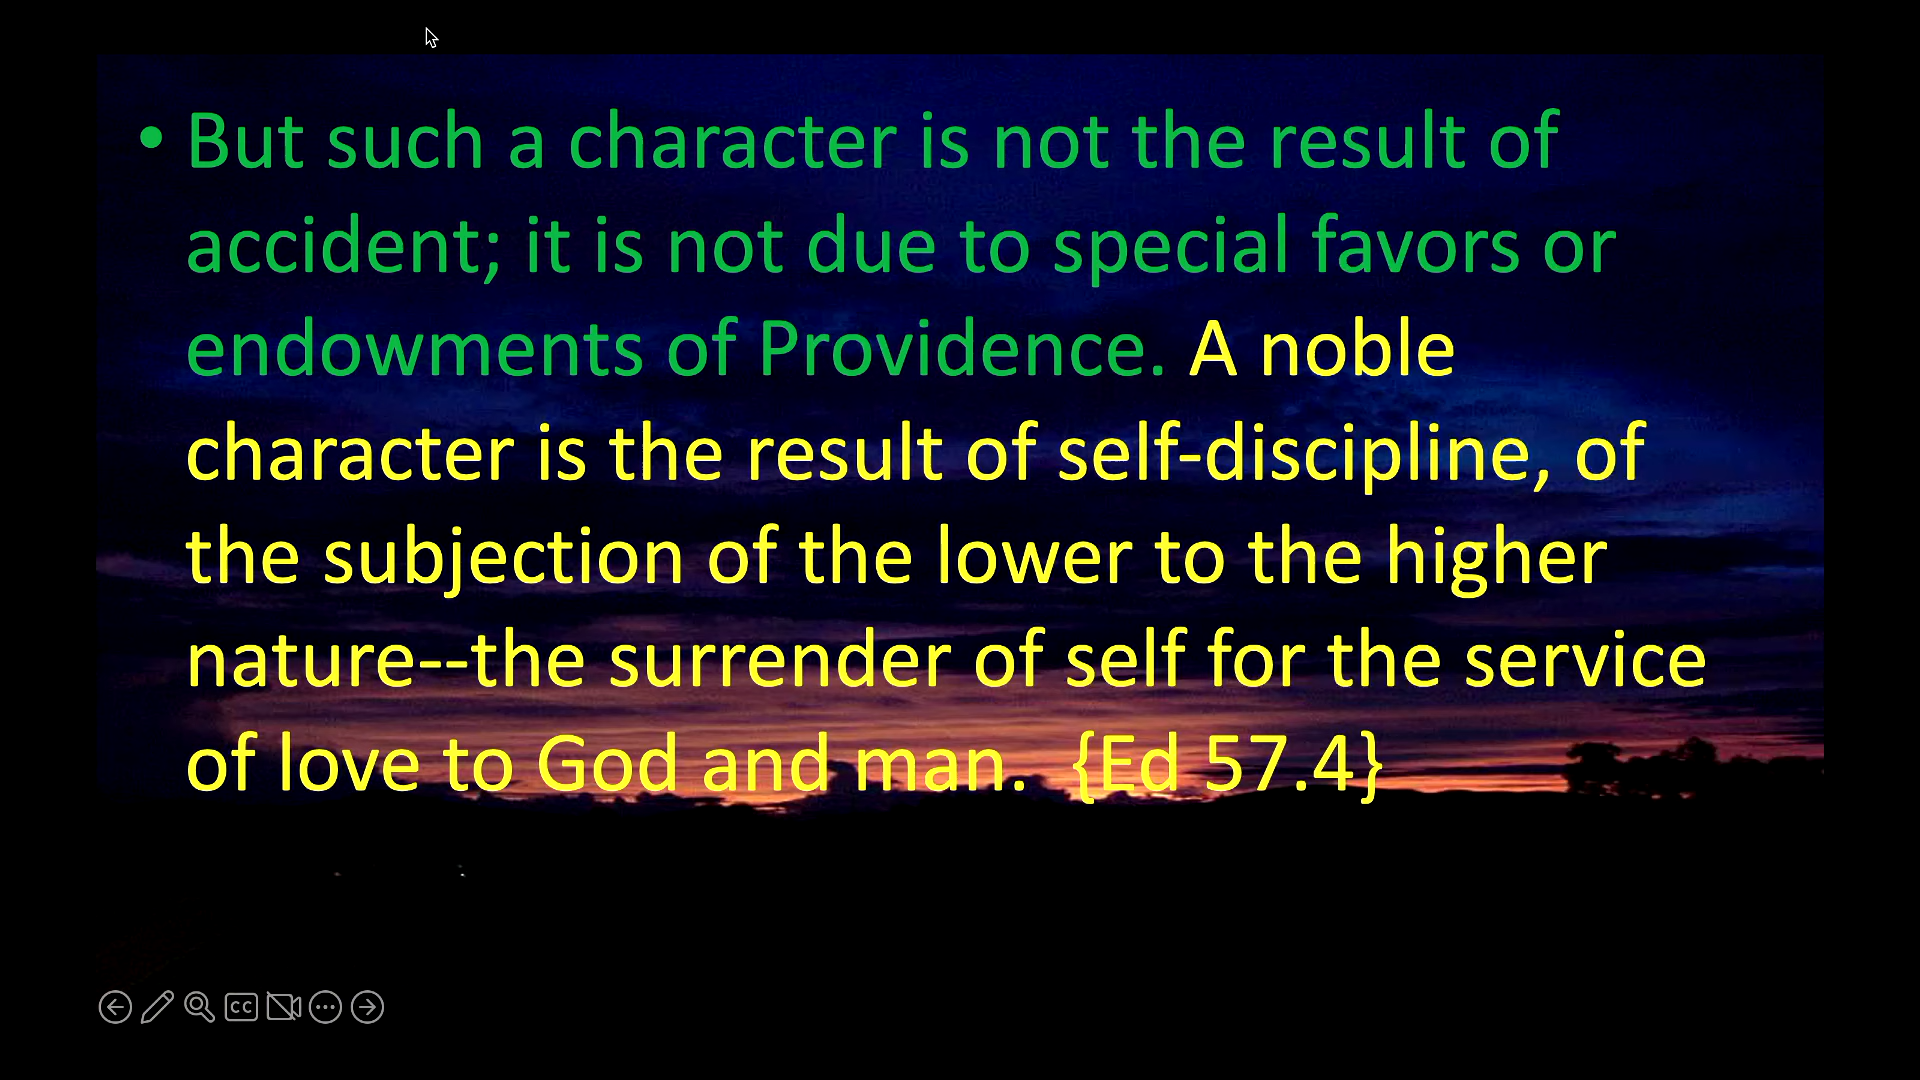 • But such a character is not the result of
accident; it is not due to special favors or
endowments of Providence. A noble
character is the result of self-discipline, of
the subjection of the lower to the higher
nature--the surrender of self for the service
of love to God and man.  {Ed 57.4}
CC